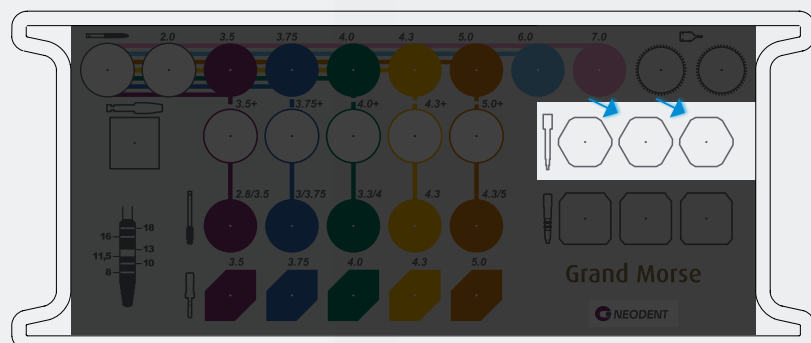 2.0 3.5 3.75 4.0 4.3 5.0 6.0 7.0
3.5+ 3.75+ 4.0+ 4.3+ 5.0+
2.8/3.5 3/3.75 3.3/4 4.3 4.3/5
18
16
13
11,5
10
8
3.5 3.75 4.0 4.3 5.0
Grand Morse
NEODENT